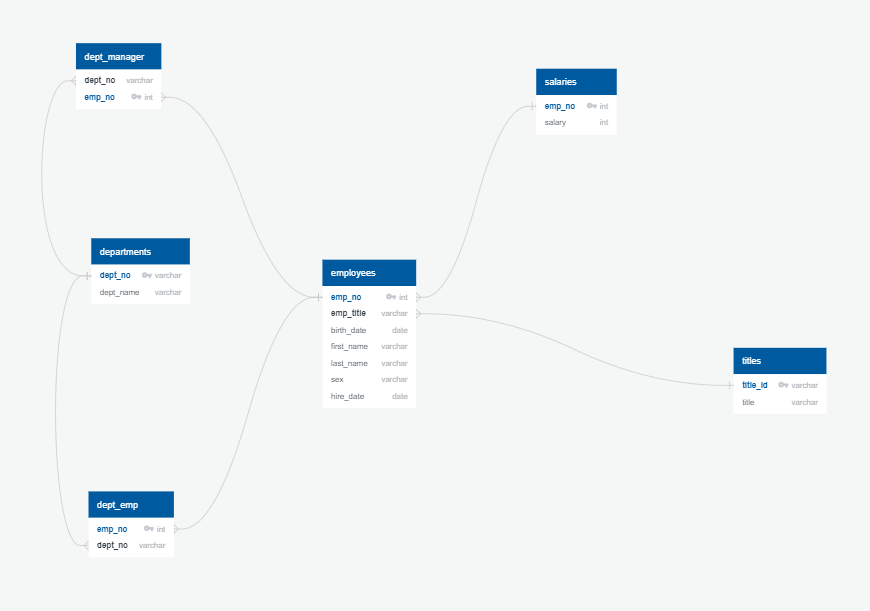 dept_manager
dept_no varchar
emp_no int
salaries
emp_no int
salary int
departments
dept_no varchar
dept_name varchar
employees
emp_no int
emp_title varchar
birth_date date
first_name varchar
last_name varchar
sex varchar
hire_date date
titles
title_id varchar
title varchar
dept_emp
emp_no int
dept_no varchar